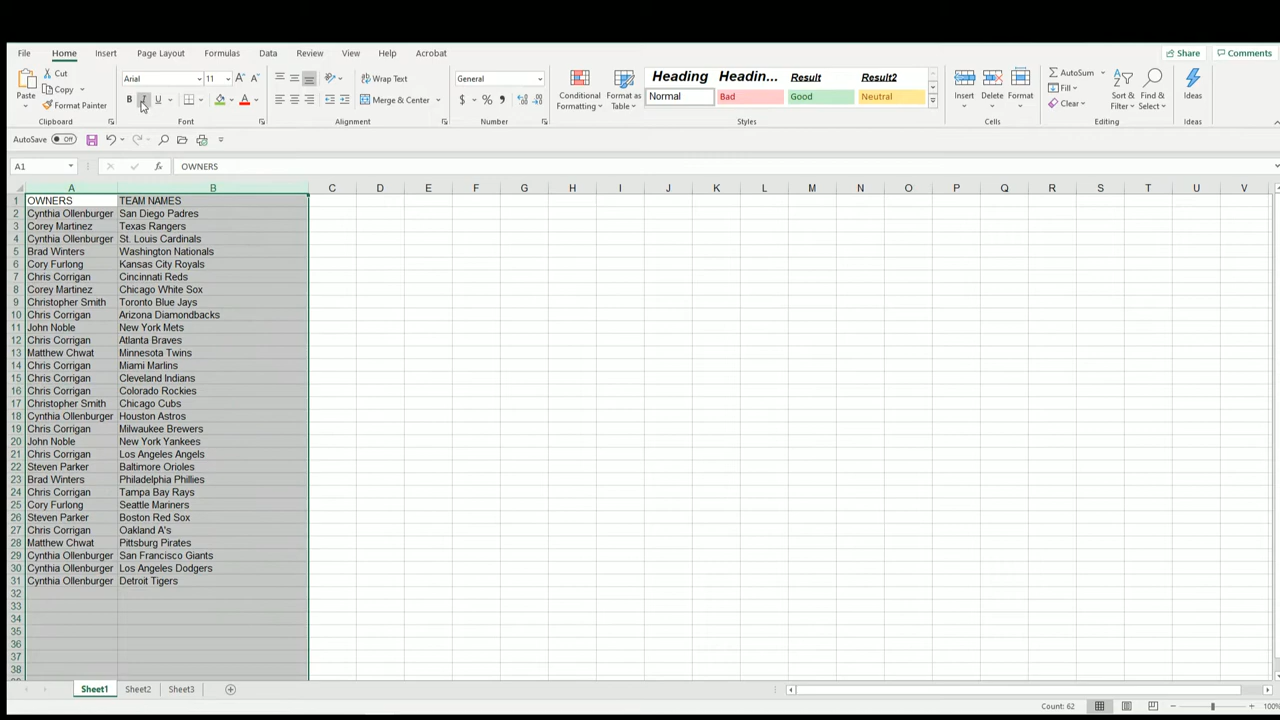 File Home Insert Page Layout Formulas Data Review View Help Acrobat Share Comments
Paste Cut Copy Format Painter Clipboard
Arial 11 B U Font
Wrap Text Merge & Center Alignment
General $ % Number
Conditional Formatting Format as Table
Heading Headin... Result Result2
Normal Bad Good Neutral
Styles
Insert Delete Format Cells
AutoSum Fill Clear Sort & Filter Find & Select Editing
Ideas Ideas
AutoSave Off
A1 fx OWNERS
A B C D E F G H I J K L M N O P Q R S T U V
1 OWNERS TEAM NAMES
2 Cynthia Ollenburger San Diego Padres
3 Corey Martinez Texas Rangers
4 Cynthia Ollenburger St. Louis Cardinals
5 Brad Winters Washington Nationals
6 Cory Furlong Kansas City Royals
7 Chris Corrigan Cincinnati Reds
8 Corey Martinez Chicago White Sox
9 Christopher Smith Toronto Blue Jays
10 Chris Corrigan Arizona Diamondbacks
11 John Noble New York Mets
12 Chris Corrigan Atlanta Braves
13 Matthew Chwat Minnesota Twins
14 Chris Corrigan Miami Marlins
15 Chris Corrigan Cleveland Indians
16 Chris Corrigan Colorado Rockies
17 Christopher Smith Chicago Cubs
18 Cynthia Ollenburger Houston Astros
19 Chris Corrigan Milwaukee Brewers
20 John Noble New York Yankees
21 Chris Corrigan Los Angeles Angels
22 Steven Parker Baltimore Orioles
23 Brad Winters Philadelphia Phillies
24 Chris Corrigan Tampa Bay Rays
25 Cory Furlong Seattle Mariners
26 Steven Parker Boston Red Sox
27 Chris Corrigan Oakland A's
28 Matthew Chwat Pittsburg Pirates
29 Cynthia Ollenburger San Francisco Giants
30 Cynthia Ollenburger Los Angeles Dodgers
31 Cynthia Ollenburger Detroit Tigers
32
33
34
35
36
37
38
Sheet1 Sheet2 Sheet3
Count: 62 100%